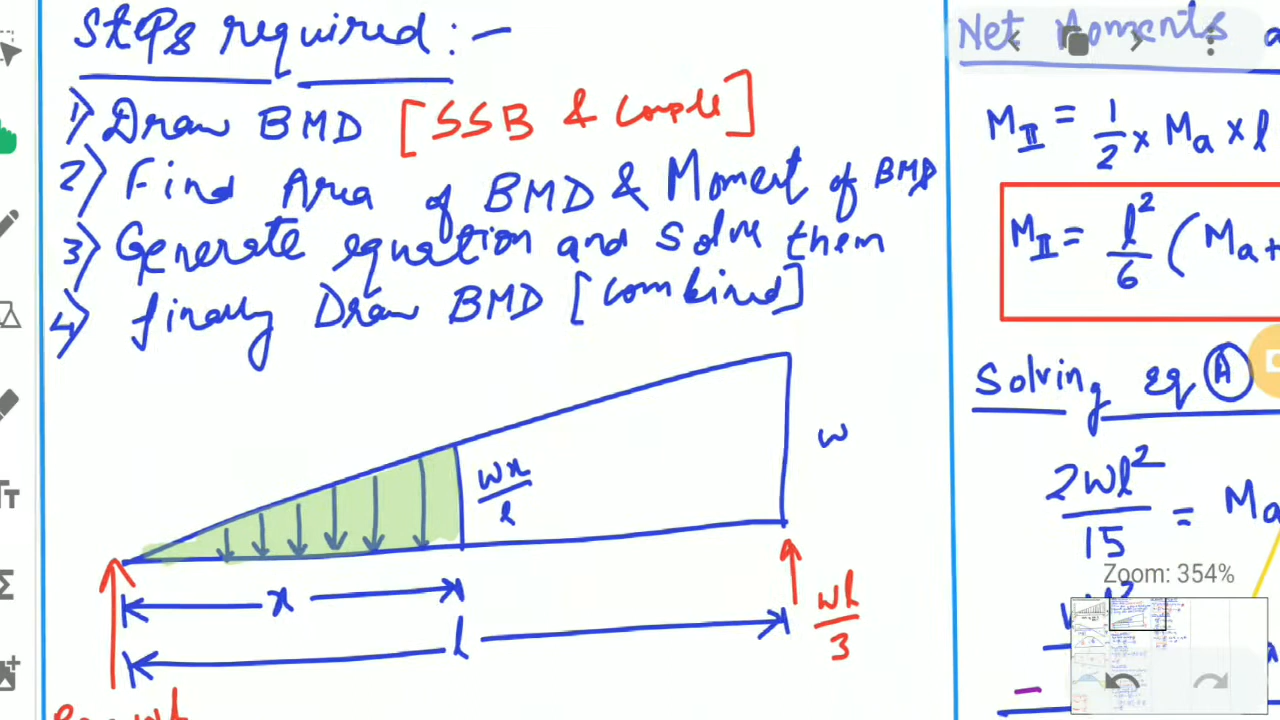 StePs required :-
1) Draw BMD [SSB & Couple]
2) Find Area of BMD & Moment of BMD
3) Generate equation and Solve them
4) finally Draw BMD [combined]
w
wx
l
x
l
wl
3
Net Moments
M_II = 1/2 × Ma × l
M_II = l²/6 (Ma+
Solving eq A
2wl²/15 = Ma
Zoom: 354%